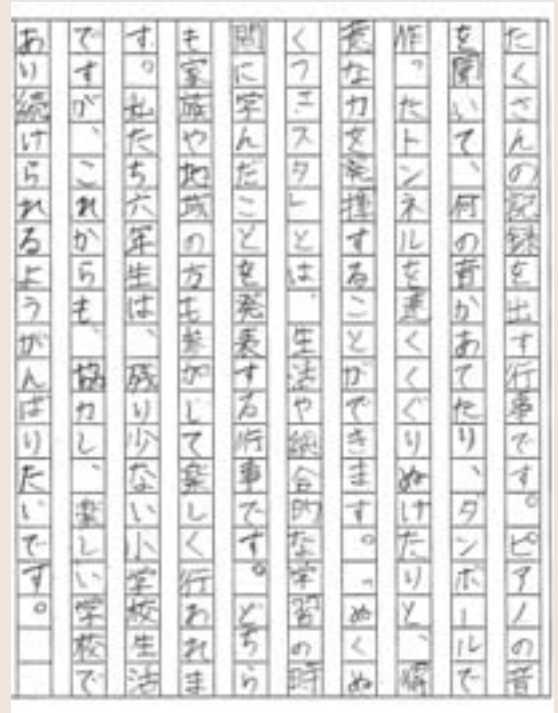 たくさんの記録を出す行事です。ピアノの音
を聞いて、何の音かあてたり、ダンボールで
作ったトンネルを速くくぐりぬけたりと、得
意な力を発揮することができます。「ぬくぬ
くフェスタ」とは、生活や総合的な学習の時
間に学んだことを発表する行事です。どちら
も家族や地域の方も参加して楽しく行われま
す。私たち六年生は、残り少ない小学校生活
ですが、これからも、協力し、楽しい学校で
あり続けられるようがんばりたいです。